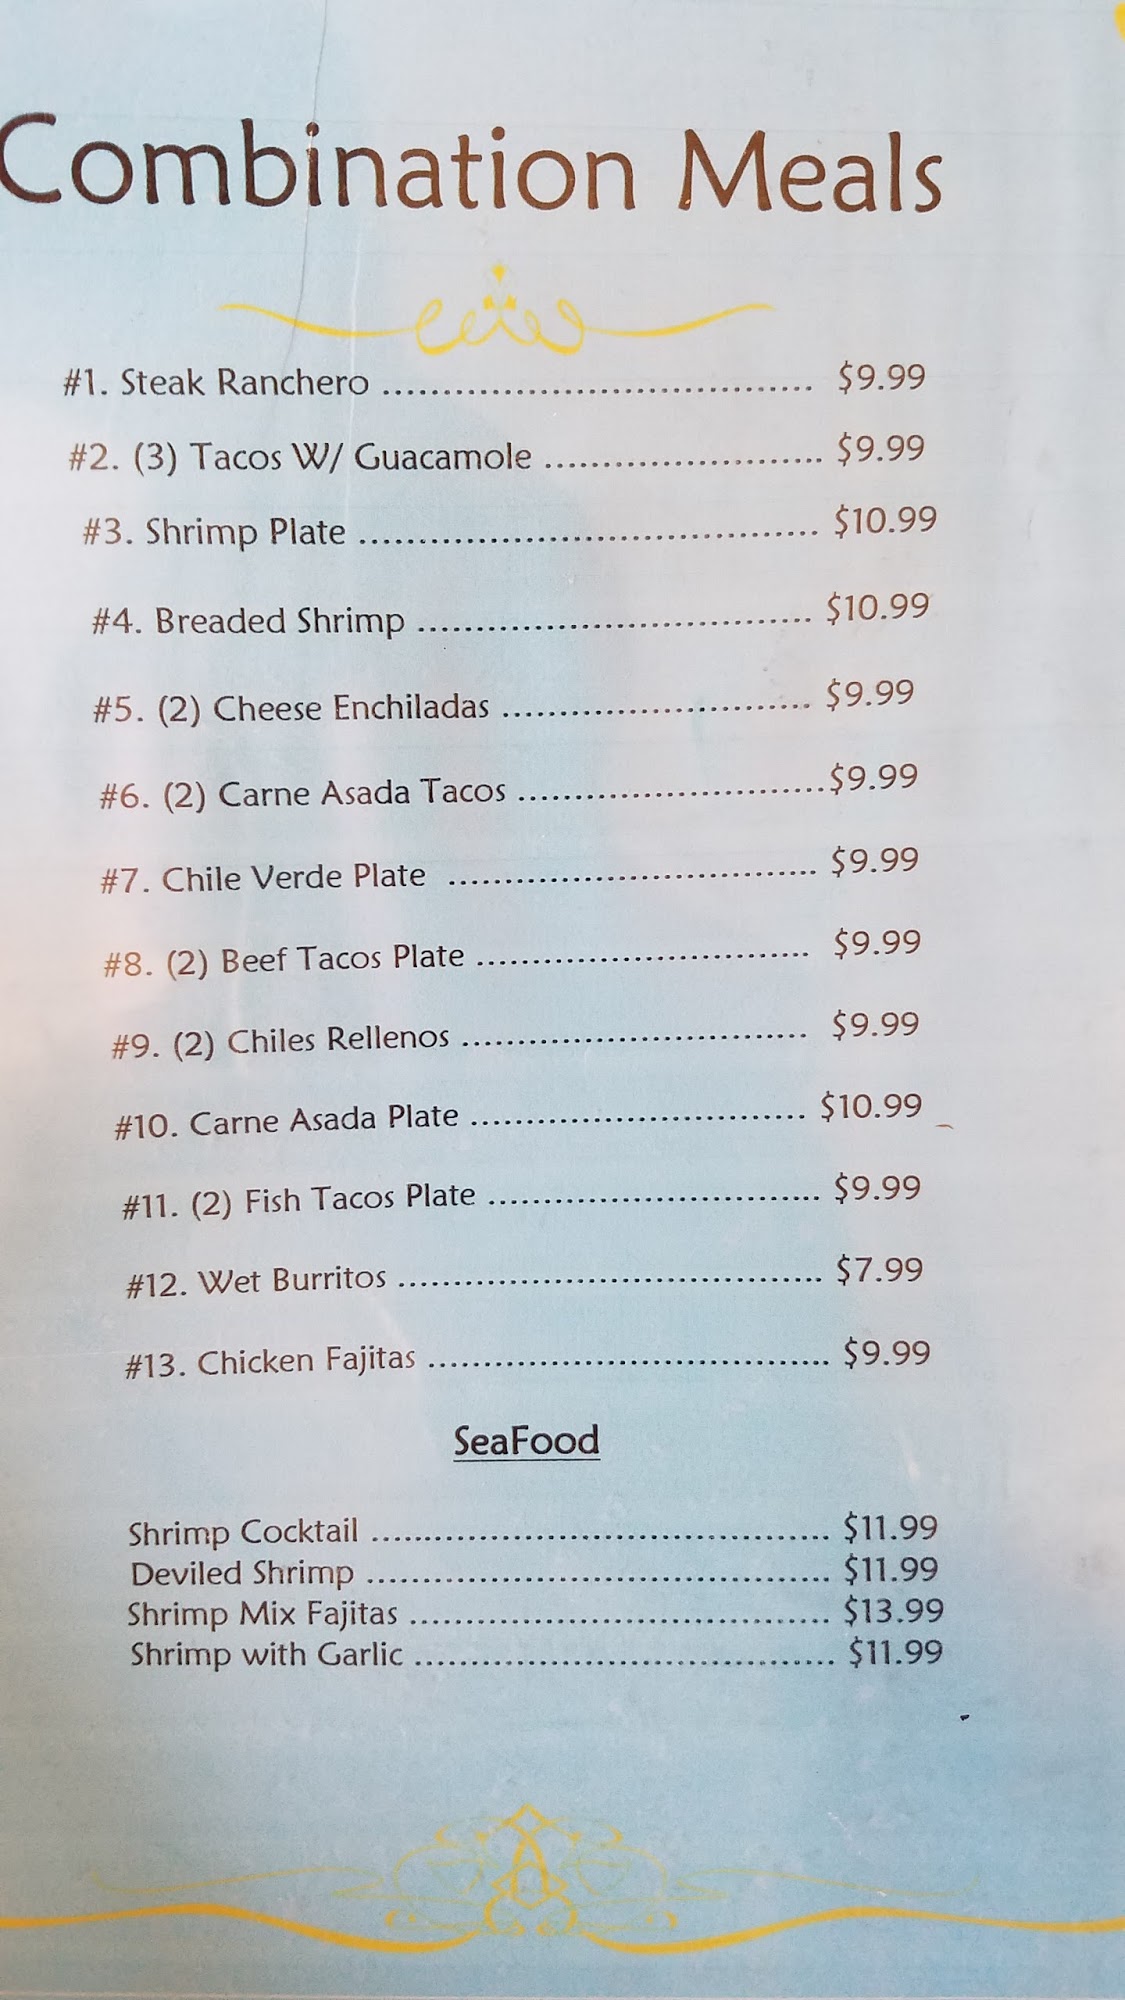 Combination Meals
#1. Steak Ranchero .................................... $9.99
#2. (3) Tacos W/ Guacamole ........................ $9.99
#3. Shrimp Plate ....................................... $10.99
#4. Breaded Shrimp .................................. $10.99
#5. (2) Cheese Enchiladas ........................... $9.99
#6. (2) Carne Asada Tacos ...........................$9.99
#7. Chile Verde Plate ................................ $9.99
#8. (2) Beef Tacos Plate ............................. $9.99
#9. (2) Chiles Rellenos .............................. $9.99
#10. Carne Asada Plate ............................. $10.99
#11. (2) Fish Tacos Plate ............................. $9.99
#12. Wet Burritos ..................................... $7.99
#13. Chicken Fajitas ................................... $9.99
SeaFood
Shrimp Cocktail ........................................ $11.99
Deviled Shrimp ......................................... $11.99
Shrimp Mix Fajitas ..................................... $13.99
Shrimp with Garlic ..................................... $11.99